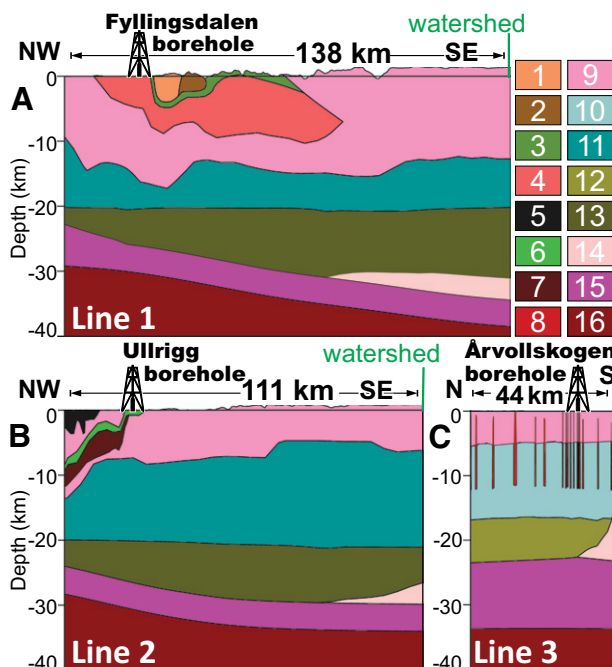 Fyllingsdalen
borehole
watershed
NW
138 km
SE
A
0
-10
-20
-30
-40
Depth (km)
Line 1
1 9
2 10
3 11
4 12
5 13
6 14
7 15
8 16
Ullrigg
borehole
watershed
NW
111 km
SE
B
0
-10
-20
-30
-40
Depth (km)
Line 2
Årvollskogen
borehole S
N
44 km
C
0
-10
-20
-30
-40
Line 3